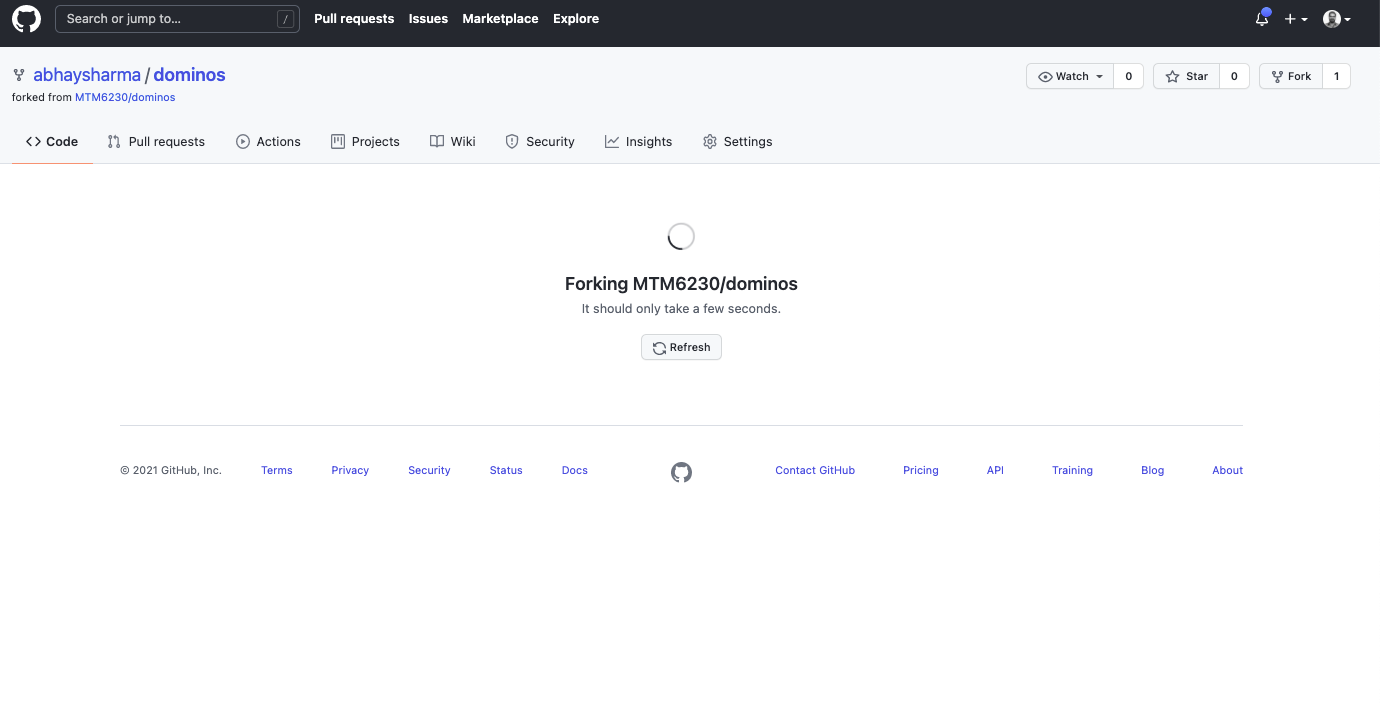 Search or jump to… /
Pull requests Issues Marketplace Explore
abhaysharma / dominos
forked from MTM6230/dominos
Watch 0 Star 0 Fork 1
Code Pull requests Actions Projects Wiki Security Insights Settings
Forking MTM6230/dominos
It should only take a few seconds.
Refresh
© 2021 GitHub, Inc. Terms Privacy Security Status Docs Contact GitHub Pricing API Training Blog About